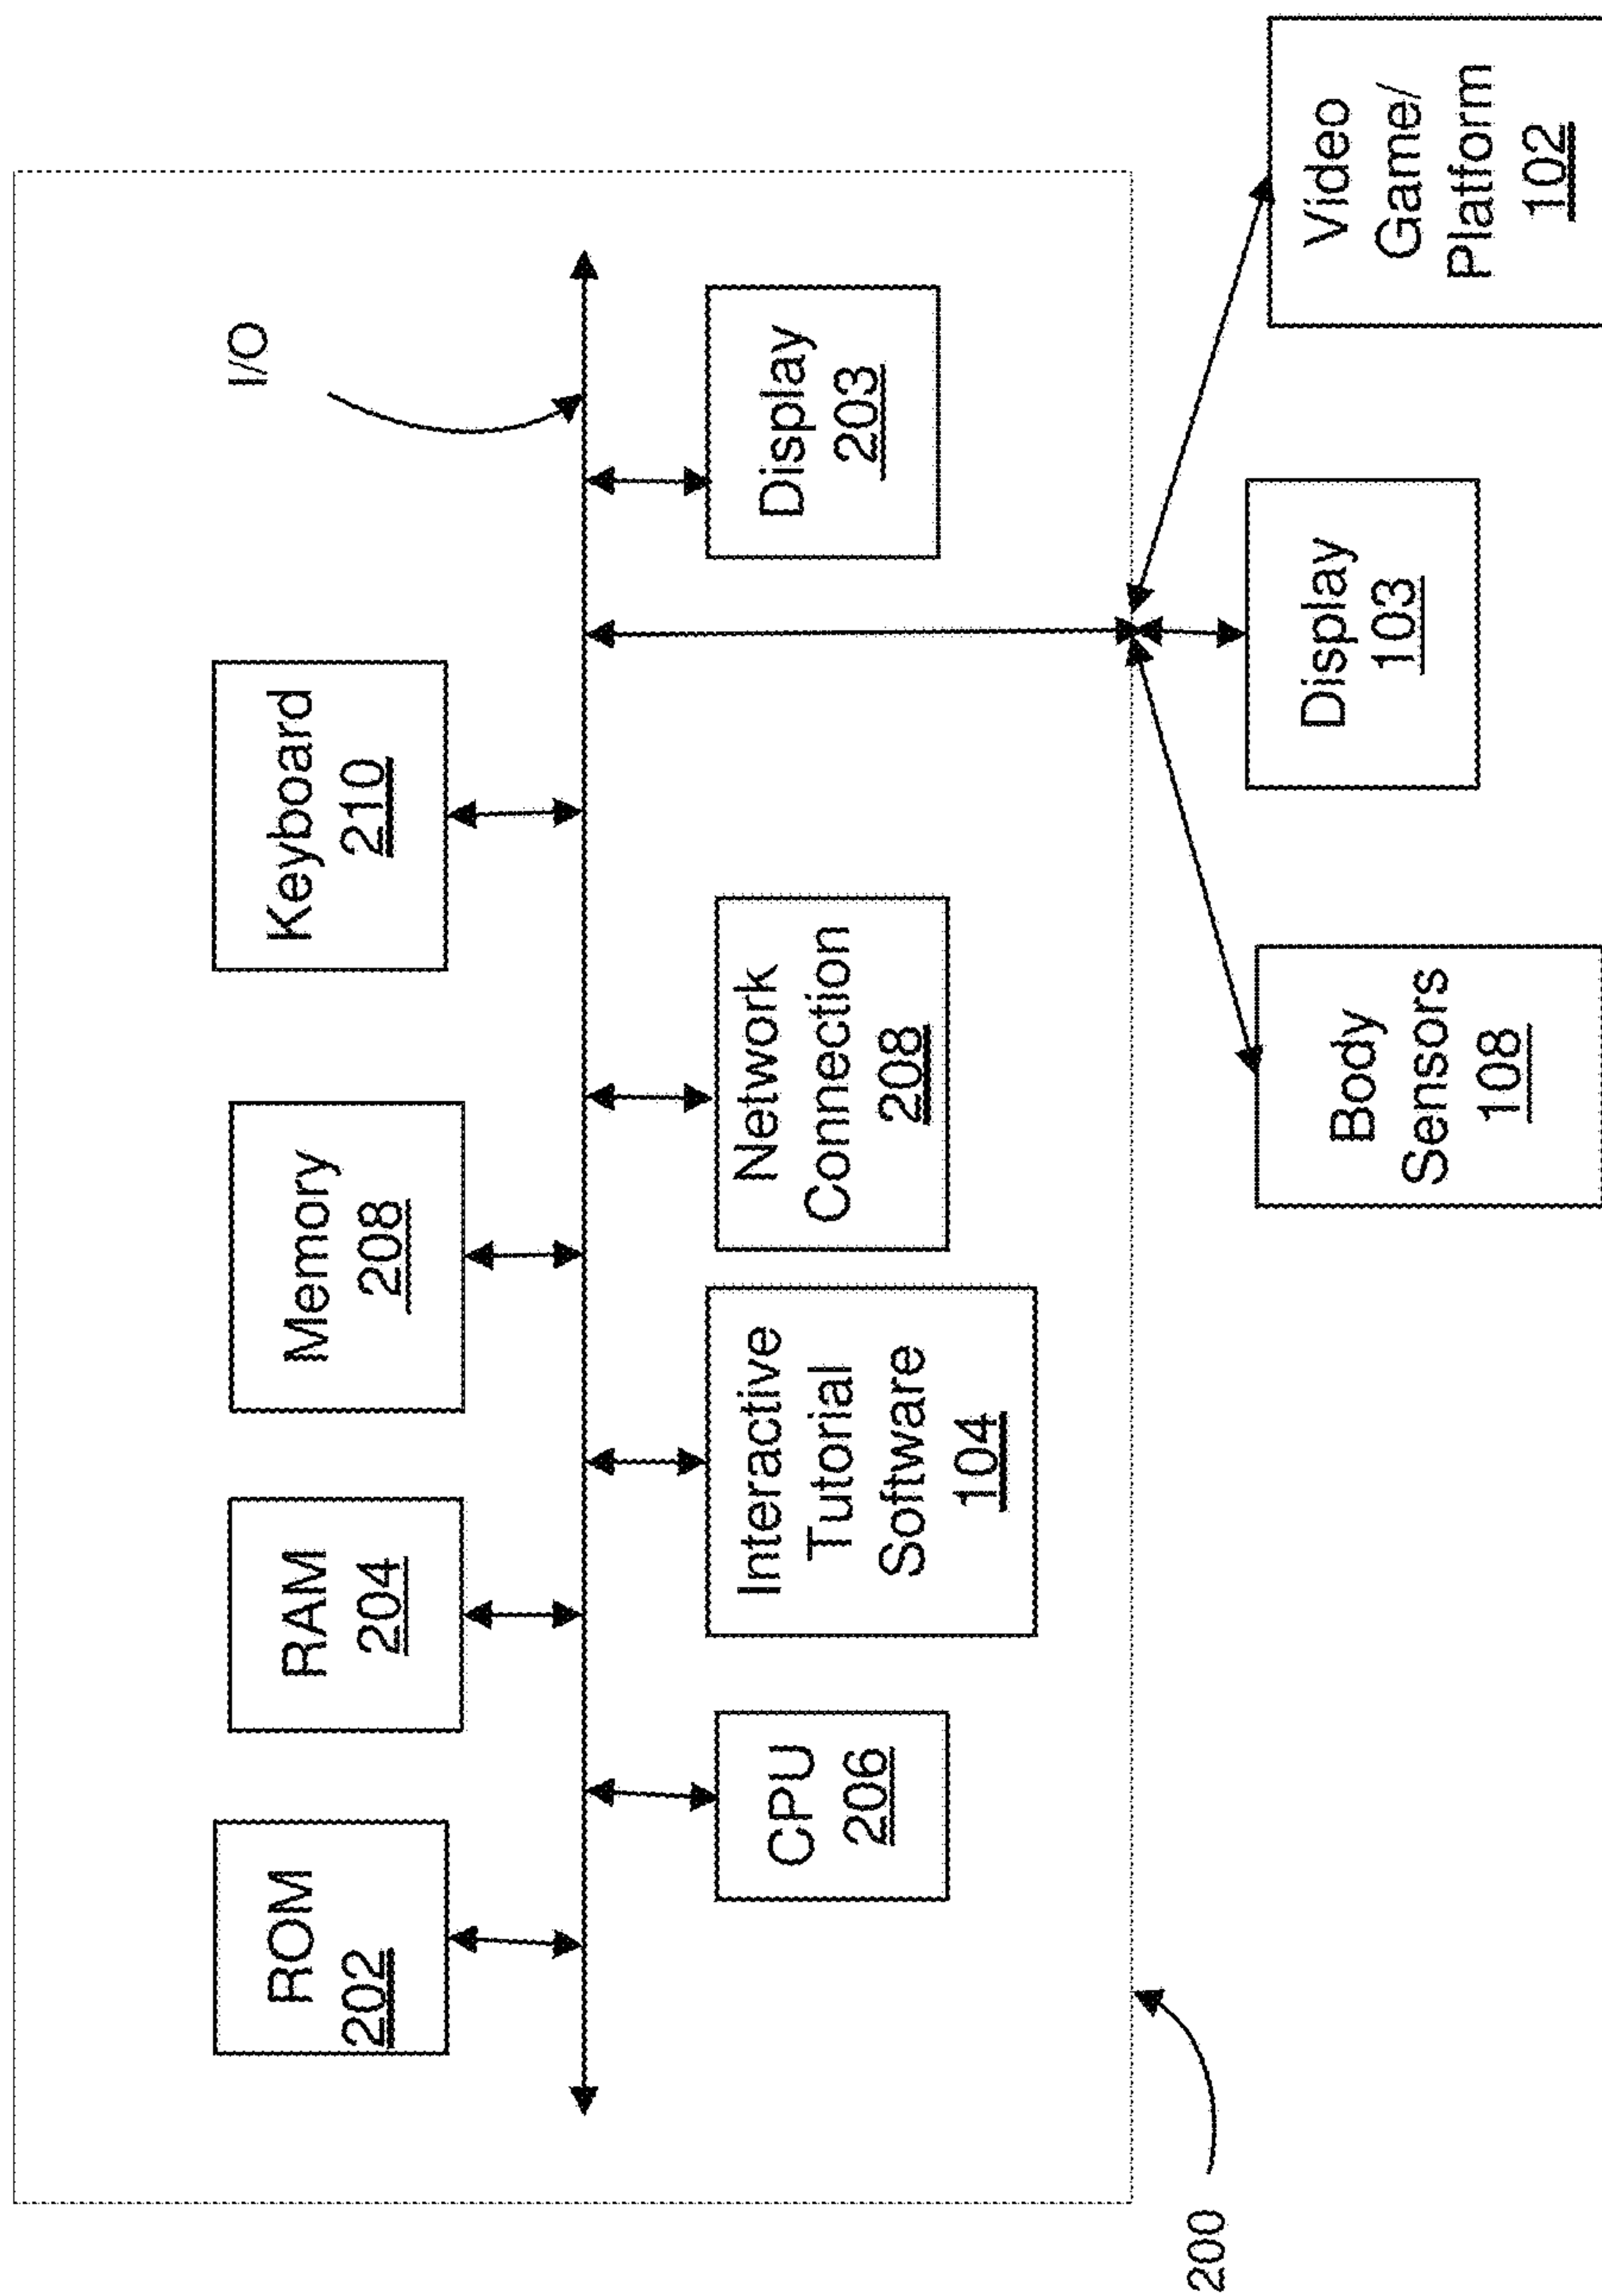 I/O
ROM
202
RAM
204
Memory
208
Keyboard
210
CPU
206
Interactive
Tutorial
Software
104
Network
Connection
208
Display
203
200
Body
Sensors
108
Display
103
Video
Game/
Platform
102